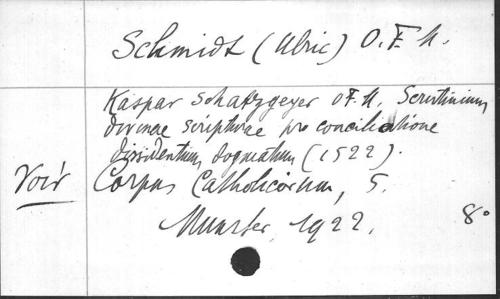 Schmidt (Ulric) O. F. M.
Kaspar Schatzgeyer O F. M. Scrutinium
divinae scripturae pro conciliatione
dissidentium dogmatum (1522).
Voir Corpus Catholicorum, 5.
Munster, 1922. 8°